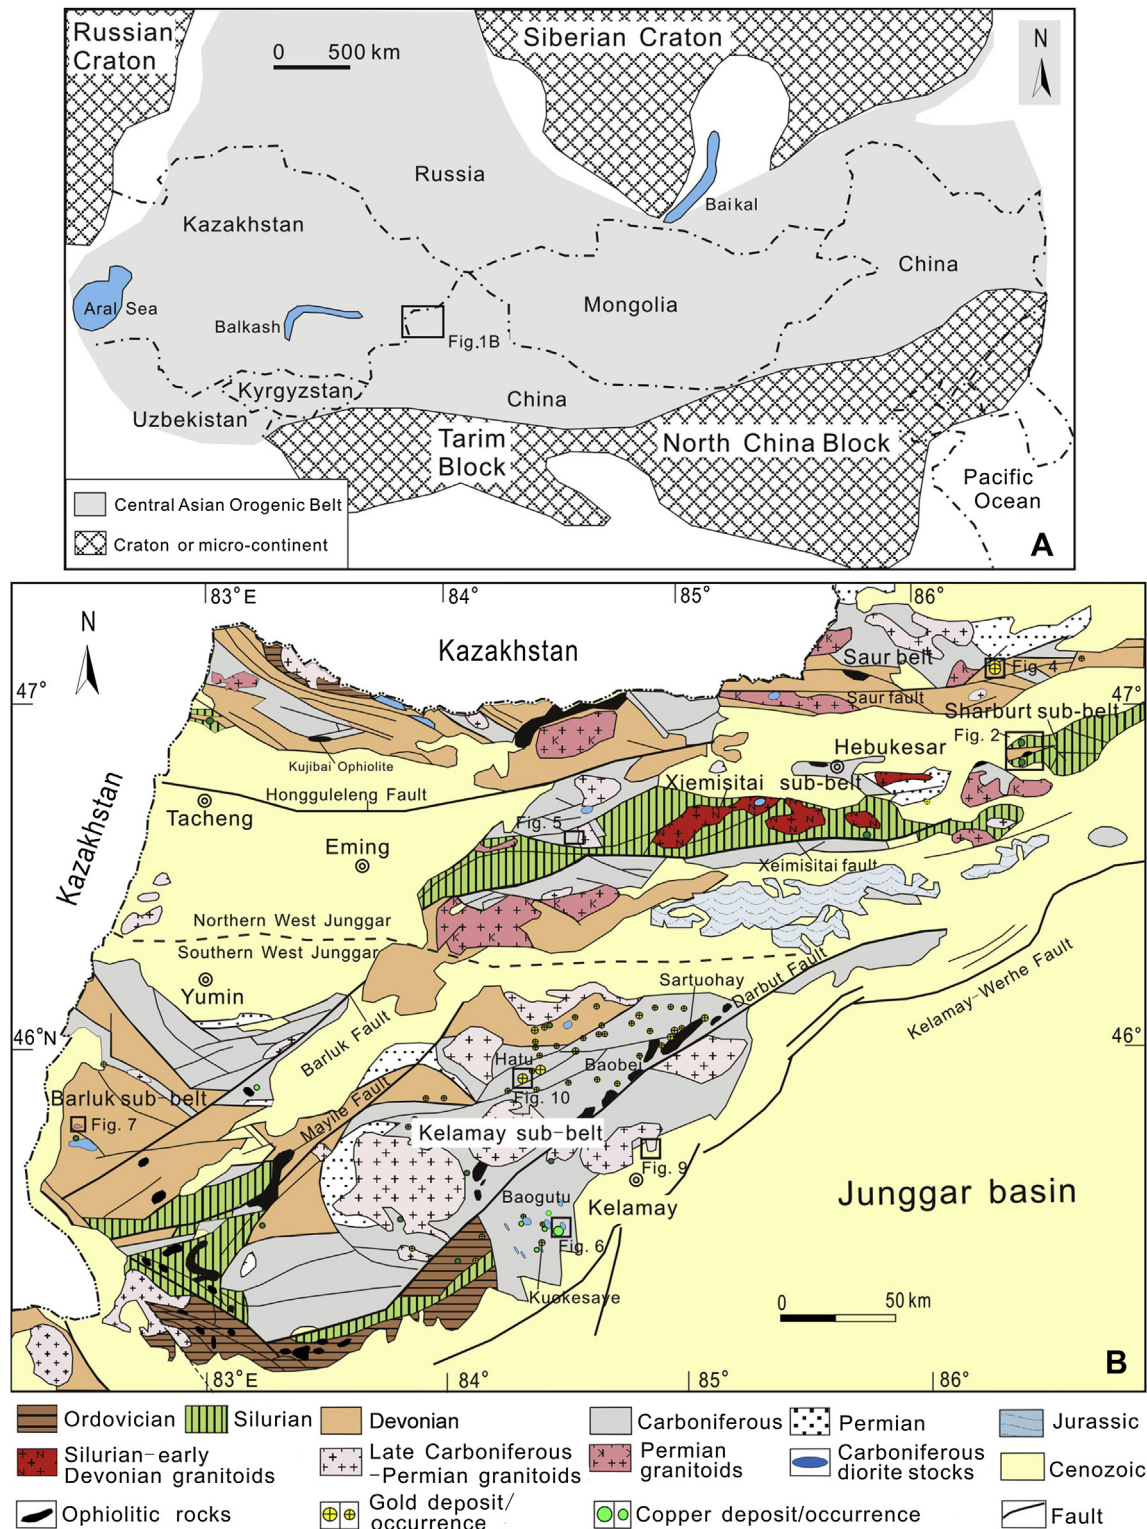 Russian
Craton
0 500 km
Siberian Craton
N
Russia
Baikal
Kazakhstan
China
Aral Sea
Mongolia
Balkash
Fig.1B
Kyrgyzstan
China
Uzbekistan
Tarim
Block
North China Block
Pacific
Ocean
Central Asian Orogenic Belt
Craton or micro-continent
A
83°E
84°
85°
86°
N
Kazakhstan
Saur belt
Fig. 4
47°
Saur fault
47°
Sharburt sub-belt
Fig. 2
Hebukesar
Kujibai Ophiolite
Xiemisitai sub-belt
Kazakhstan
Hongguleleng Fault
Tacheng
Fig. 5
Eming
Xeimisitai fault
Northern West Junggar
Southern West Junggar
Sartuohay
Darbut Fault
Kelamay-Werhe Fault
Yumin
46°N
46°
Barluk Fault
Hatu
Baobei
Barluk sub-belt
Fig. 10
Mayile Fault
Fig. 7
Kelamay sub-belt
Fig. 9
Baogutu
Kelamay
Junggar basin
Fig. 6
Kuokesaye
0 50 km
B
83°E
84°
85°
86°
Ordovician
Silurian
Devonian
Carboniferous
Permian
Jurassic
Silurian-early
Devonian granitoids
Late Carboniferous
-Permian granitoids
Permian
granitoids
Carboniferous
diorite stocks
Cenozoic
Ophiolitic rocks
Gold deposit/
occurrence
Copper deposit/occurrence
Fault